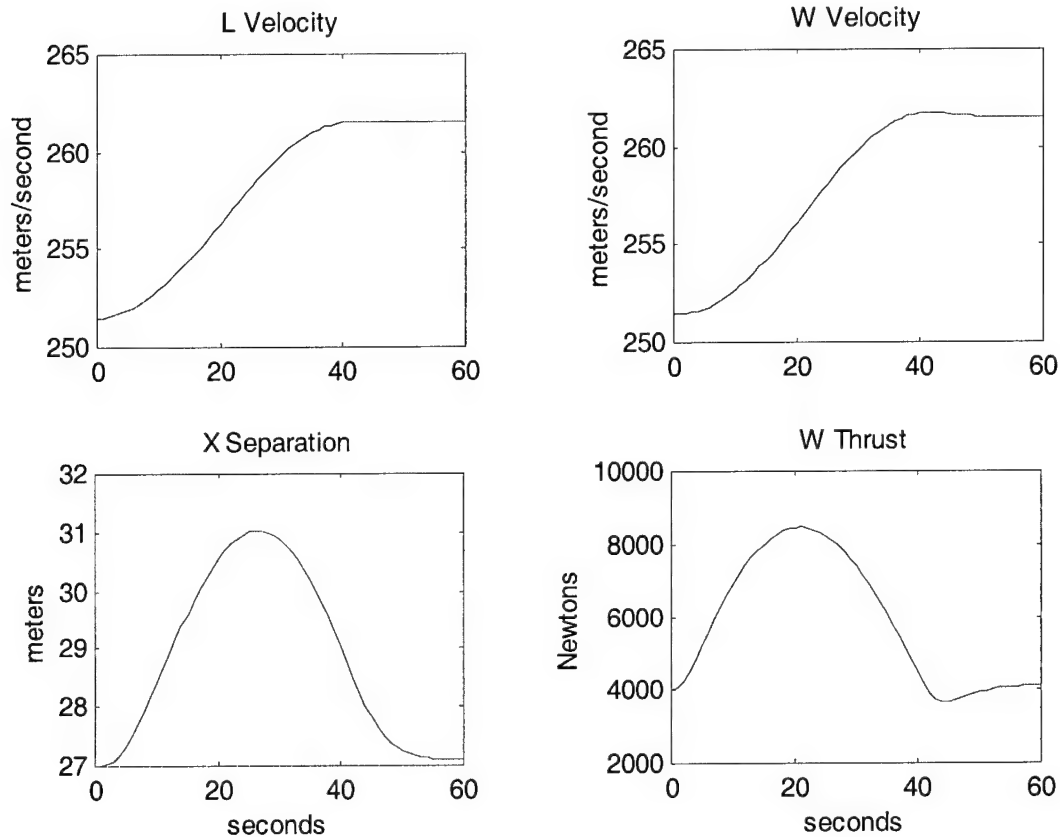 L Velocity
265
260
255
250
meters/second
0 20 40 60
W Velocity
265
260
255
250
meters/second
0 20 40 60
X Separation
32
31
30
29
28
27
meters
0 20 40 60
seconds
W Thrust
10000
8000
6000
4000
2000
Newtons
0 20 40 60
seconds